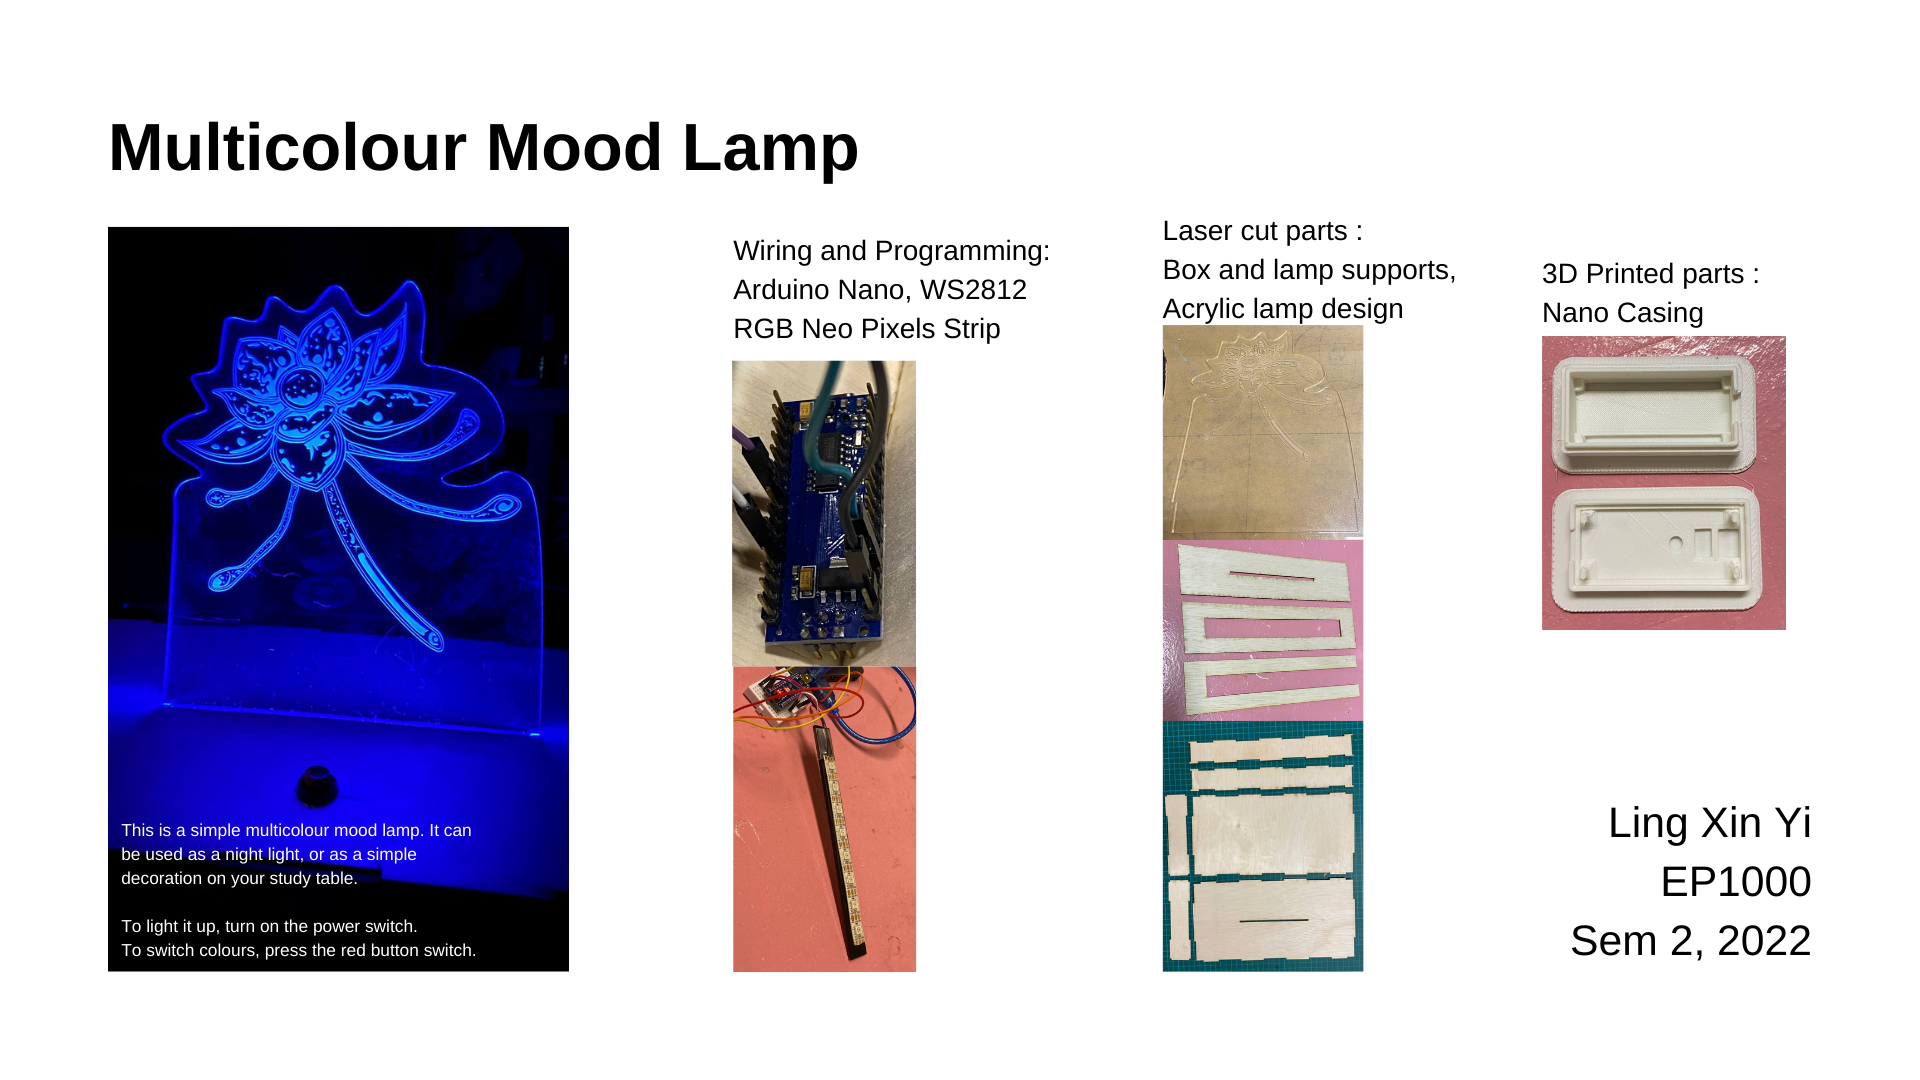 Multicolour Mood Lamp
This is a simple multicolour mood lamp. It can
be used as a night light, or as a simple
decoration on your study table.
To light it up, turn on the power switch.
To switch colours, press the red button switch.
Wiring and Programming:
Arduino Nano, WS2812
RGB Neo Pixels Strip
Laser cut parts :
Box and lamp supports,
Acrylic lamp design
3D Printed parts :
Nano Casing
Ling Xin Yi
EP1000
Sem 2, 2022